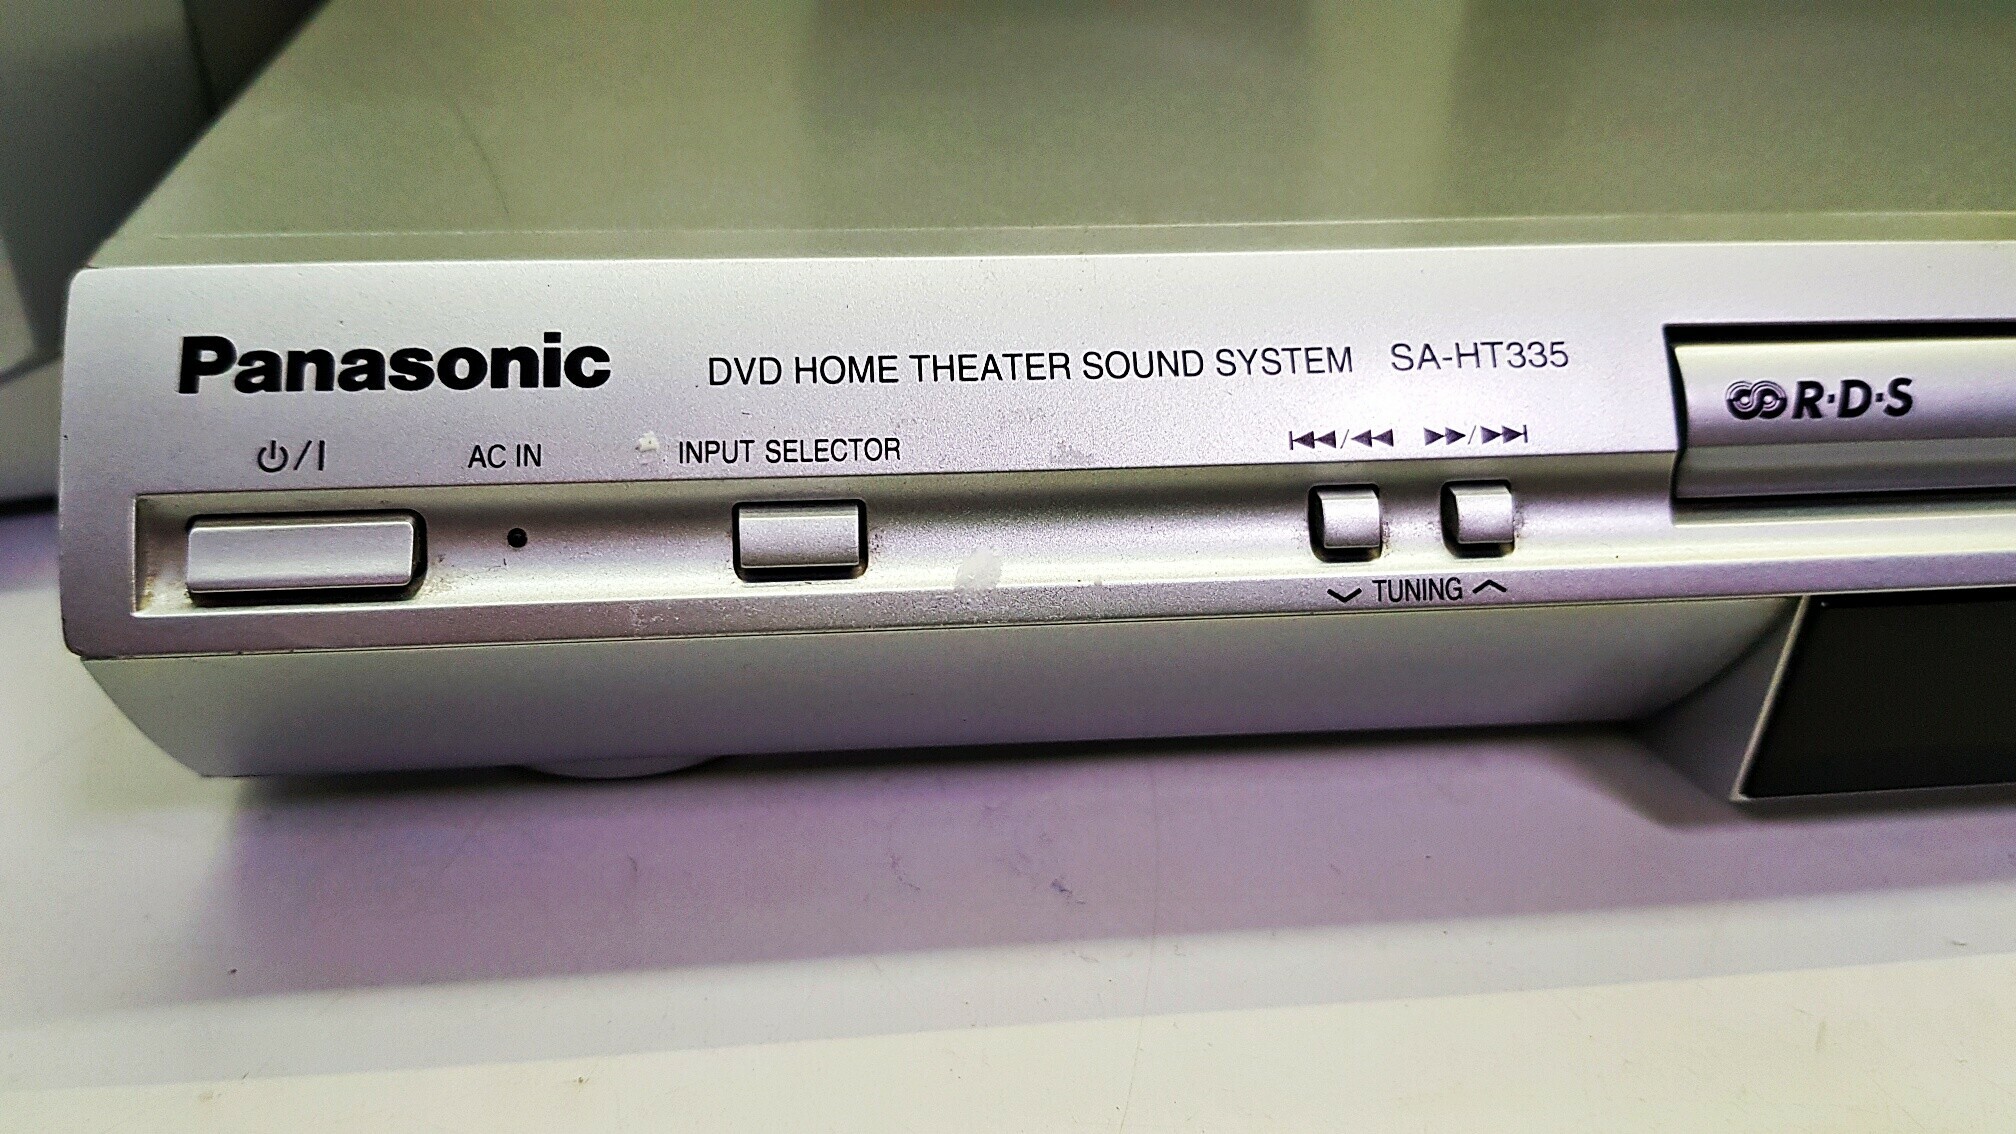 Panasonic
DVD HOME THEATER SOUND SYSTEM SA-HT335
R·D·S
⏻/I
AC IN
INPUT SELECTOR
⏮/⏪ ⏩/⏭
TUNING